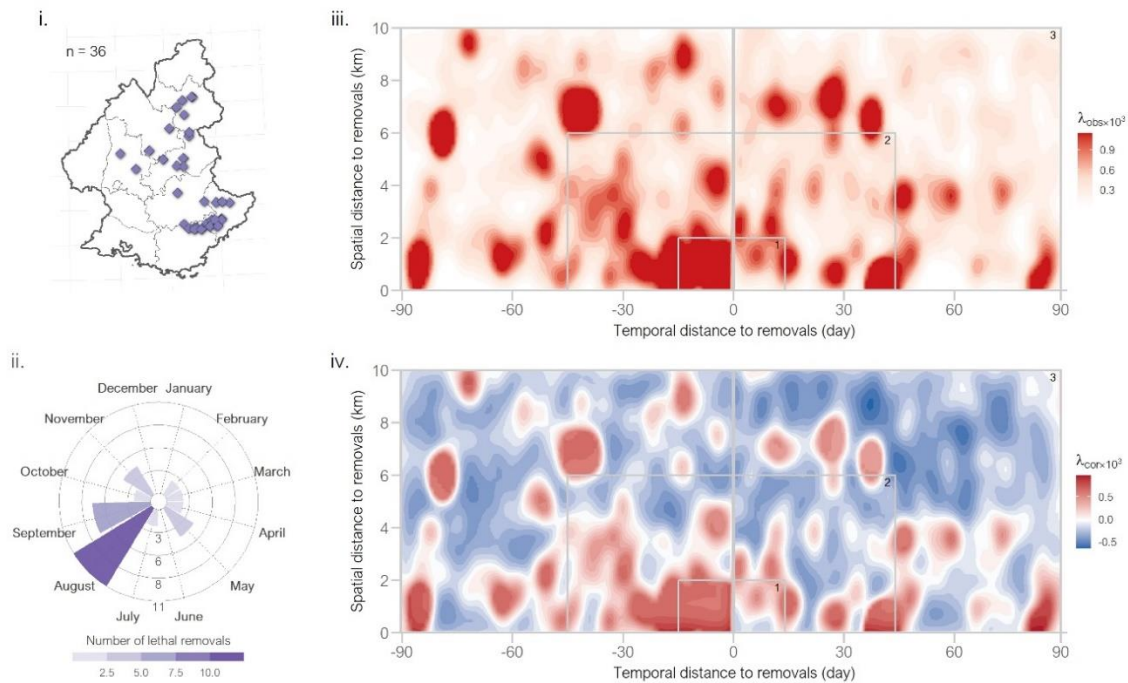 i.
n = 36
ii.
December January
November February
October March
September April
August May
July June
3
6
8
11
Number of lethal removals
2.5 5.0 7.5 10.0
iii.
Spatial distance to removals (km)
10
8
6
4
2
0
3
2
1
-90 -60 -30 0 30 60 90
Temporal distance to removals (day)
λobs×10³
0.9
0.6
0.3
iv.
Spatial distance to removals (km)
10
8
6
4
2
0
3
2
1
-90 -60 -30 0 30 60 90
Temporal distance to removals (day)
λcor×10³
0.5
0.0
-0.5